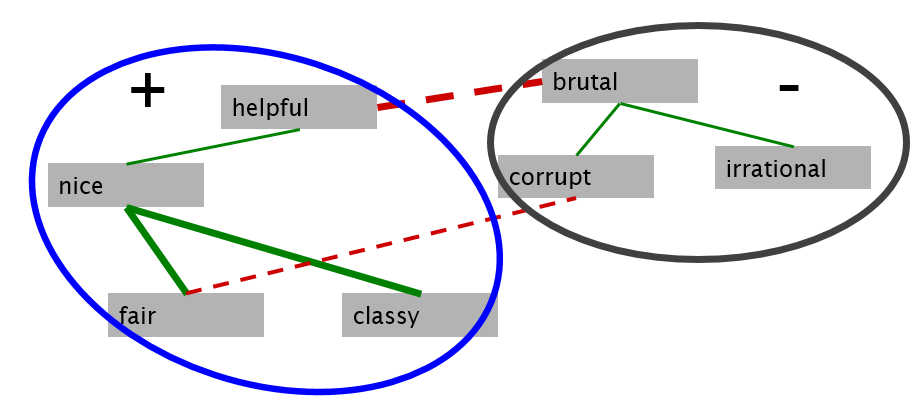 +
-
helpful
brutal
nice
corrupt
irrational
fair
classy